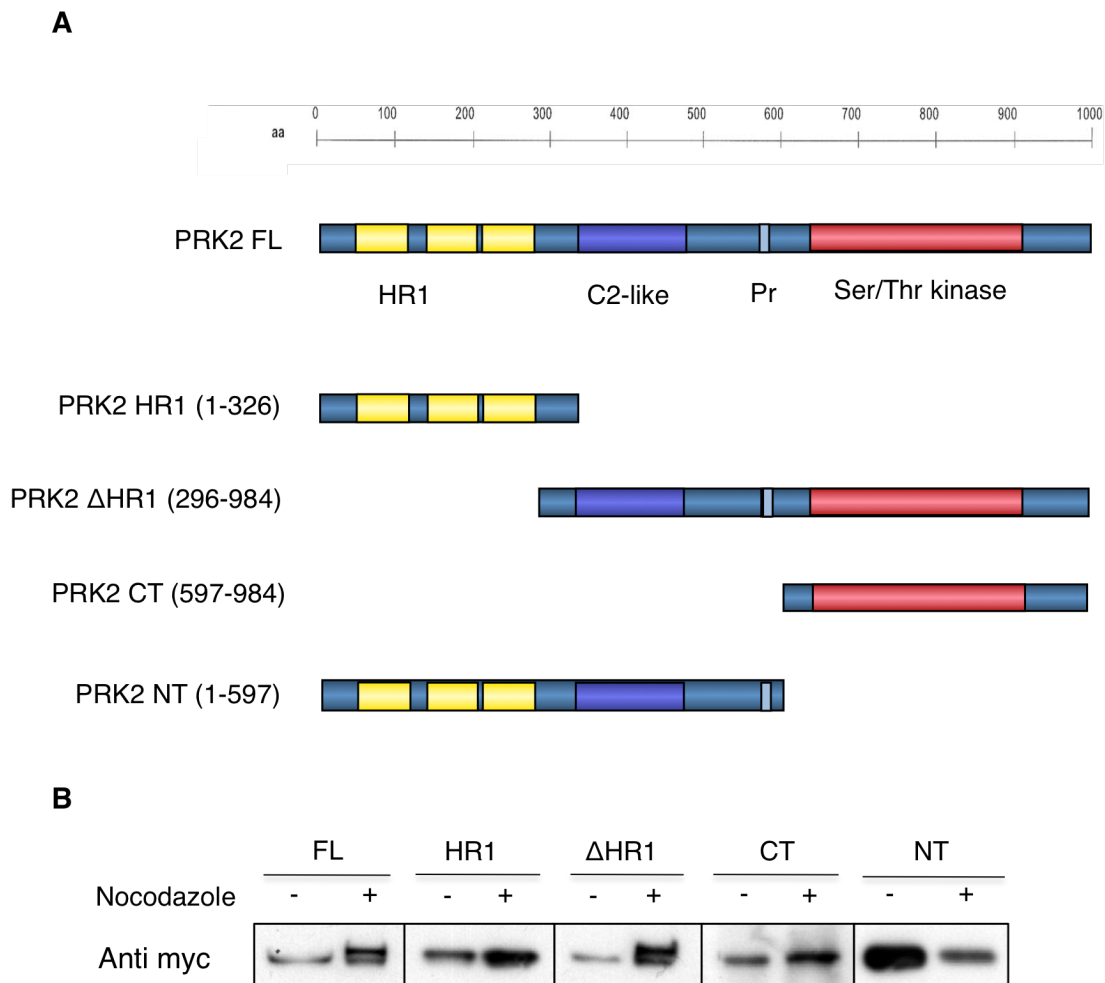 A
0 100 200 300 400 500 600 700 800 900 1000
aa
PRK2 FL
HR1 C2-like Pr Ser/Thr kinase
PRK2 HR1 (1-326)
PRK2 ΔHR1 (296-984)
PRK2 CT (597-984)
PRK2 NT (1-597)
B
FL HR1 ΔHR1 CT NT
Nocodazole - + - + - + - + - +
Anti myc